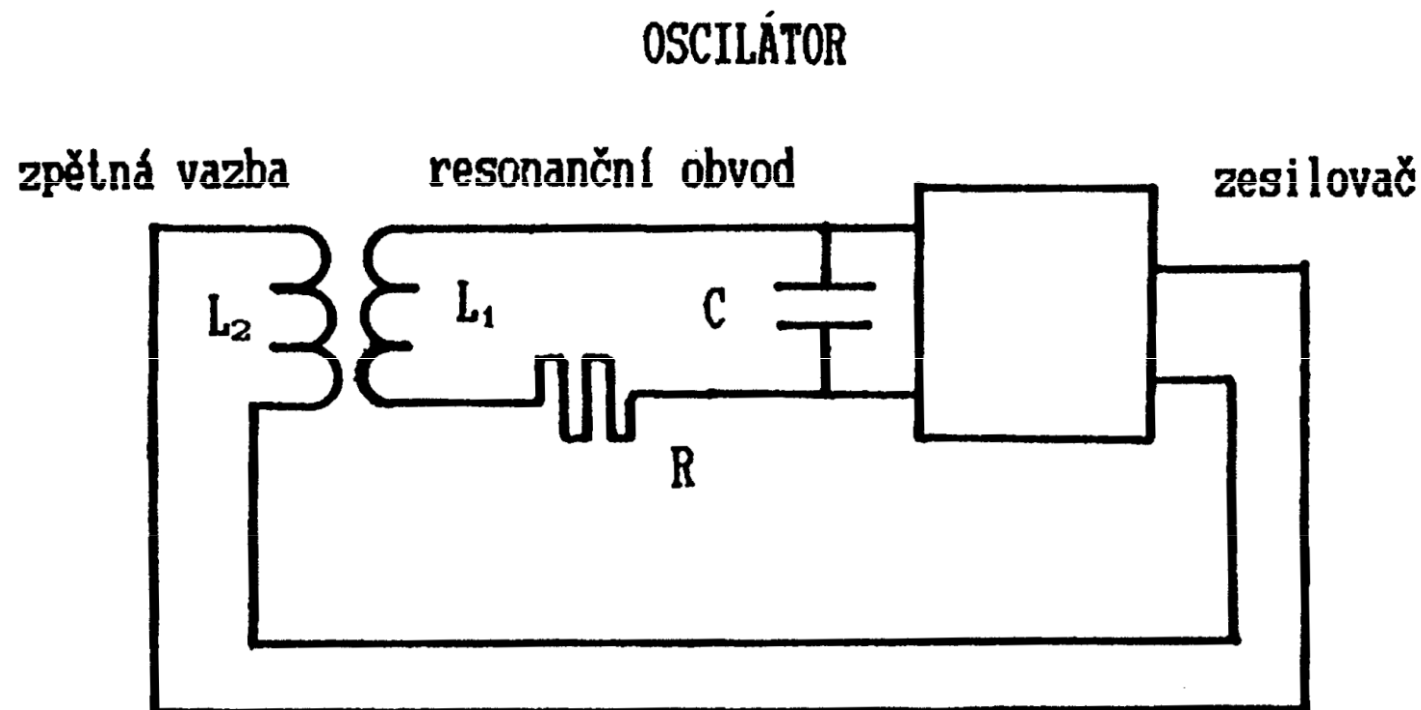 OSCILÁTOR
zpětná vazba resonanční obvod zesilovač
L₂ L₁ C
R